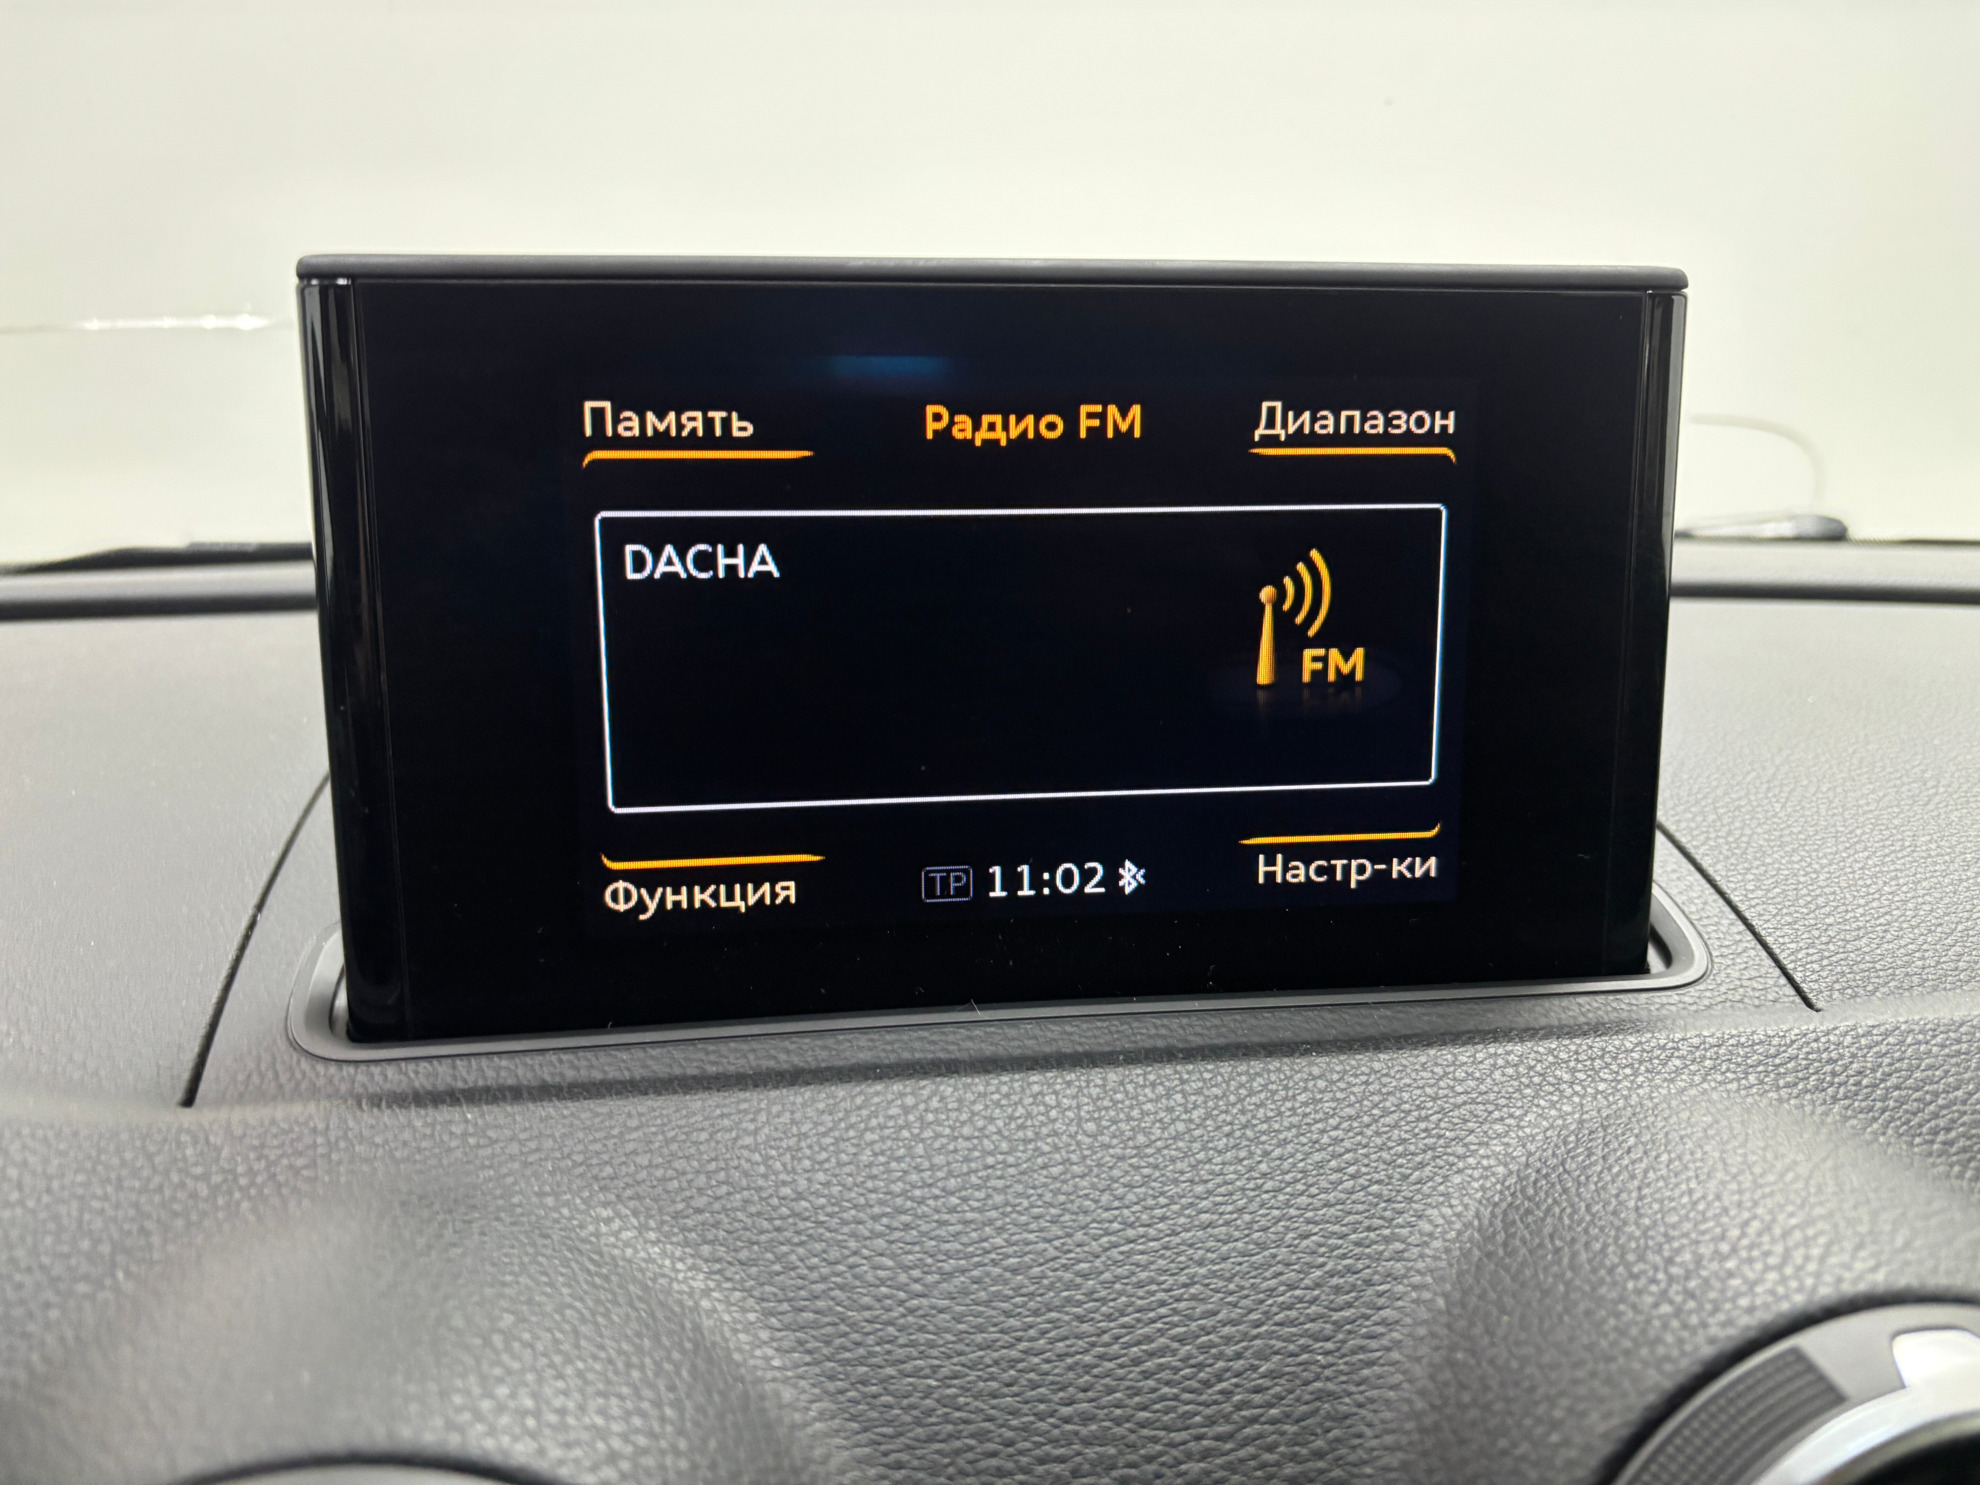 Память
Радио FM
Диапазон
DACHA
FM
Функция
TP 11:02
Настр-ки